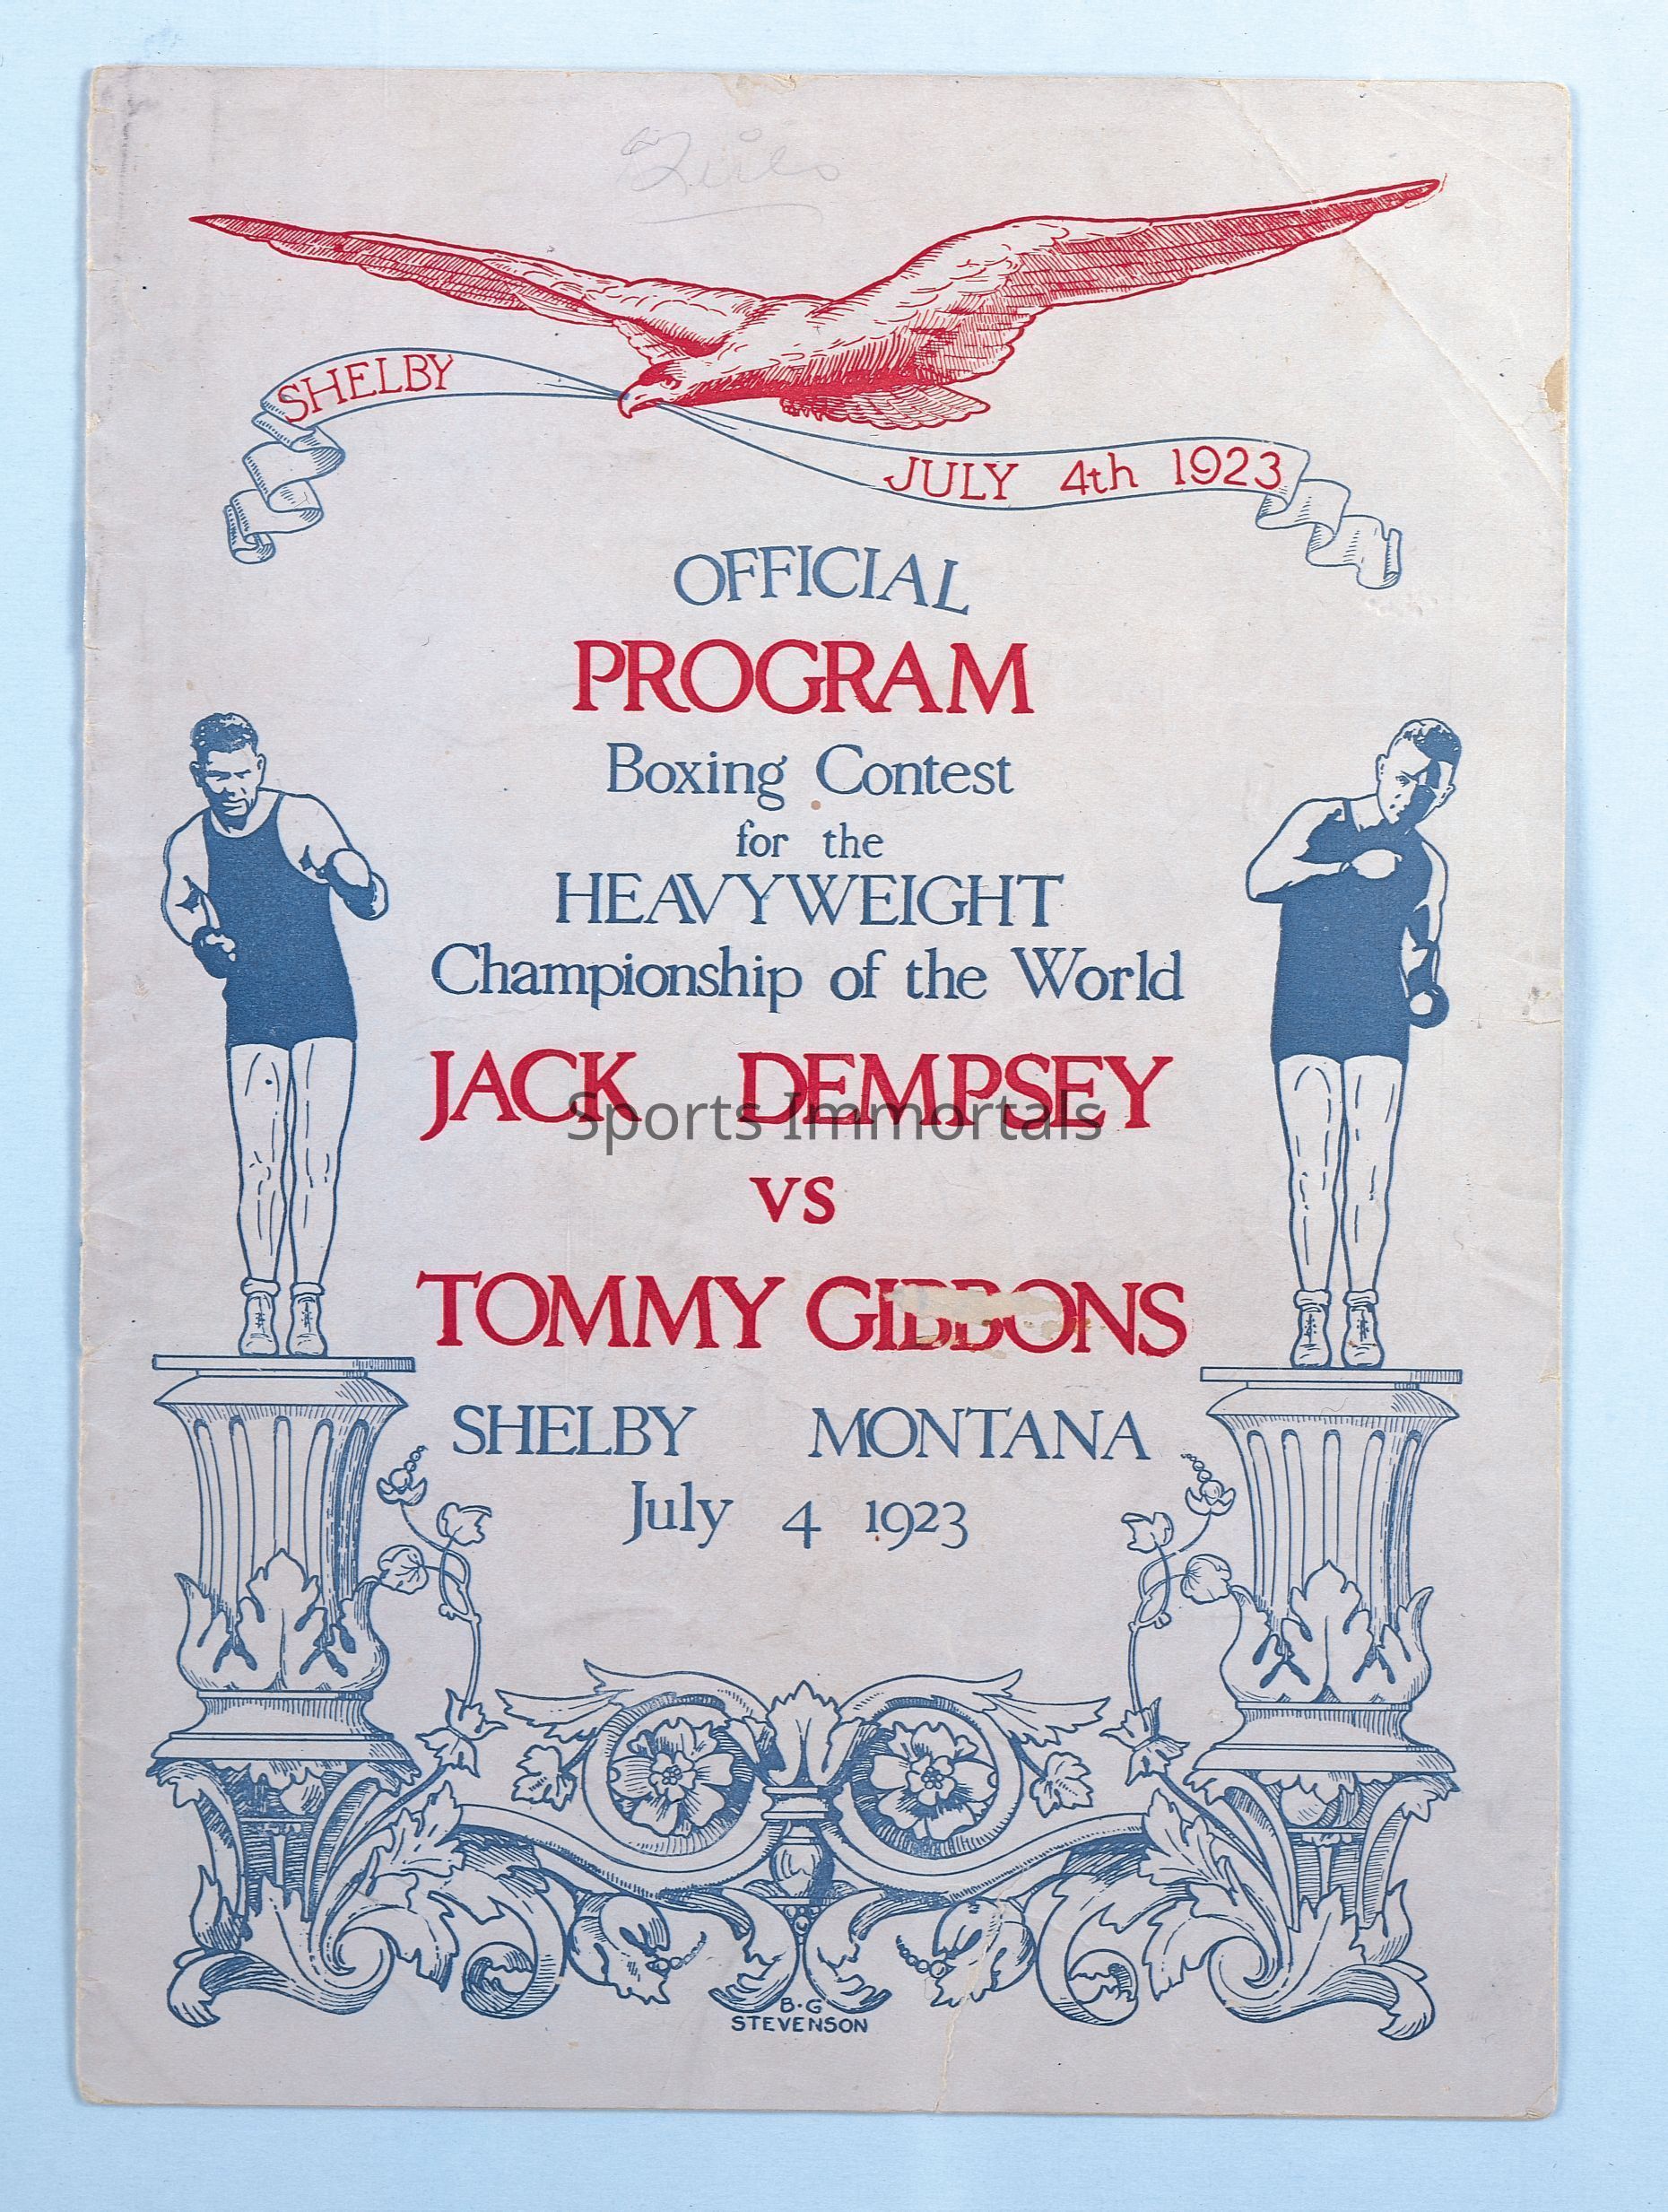 SHELBY
JULY 4th 1923
OFFICIAL
PROGRAM
Boxing Contest
for the
HEAVYWEIGHT
Championship of the World
JACK DEMPSEY
Sports Immortals
VS
TOMMY GIBBONS
SHELBY MONTANA
July 4 1923
B·G
STEVENSON